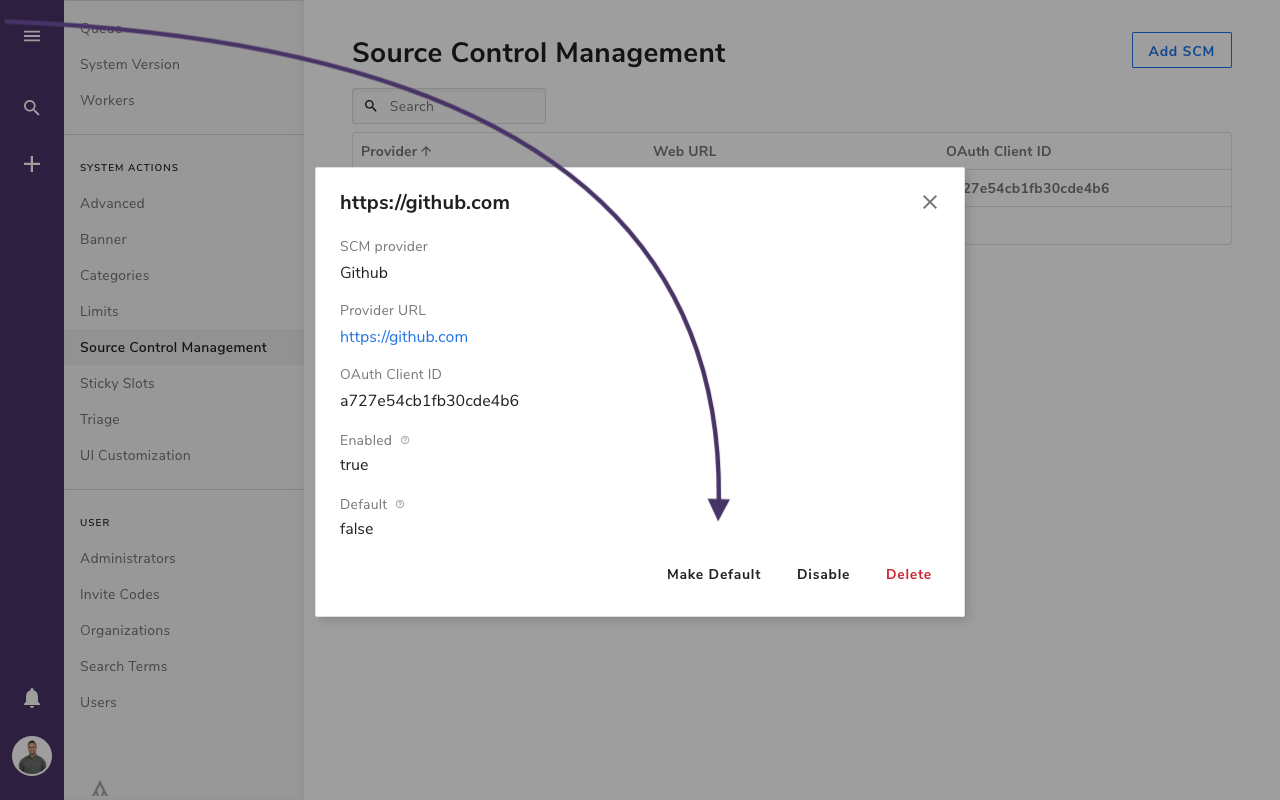 Queue
System Version
Workers
SYSTEM ACTIONS
Advanced
Banner
Categories
Limits
Source Control Management
Sticky Slots
Triage
UI Customization
USER
Administrators
Invite Codes
Organizations
Search Terms
Users
Source Control Management
Add SCM
Search
Provider
Web URL
OAuth Client ID
27e54cb1fb30cde4b6
https://github.com
SCM provider
Github
Provider URL
https://github.com
OAuth Client ID
a727e54cb1fb30cde4b6
Enabled
true
Default
false
Make Default
Disable
Delete